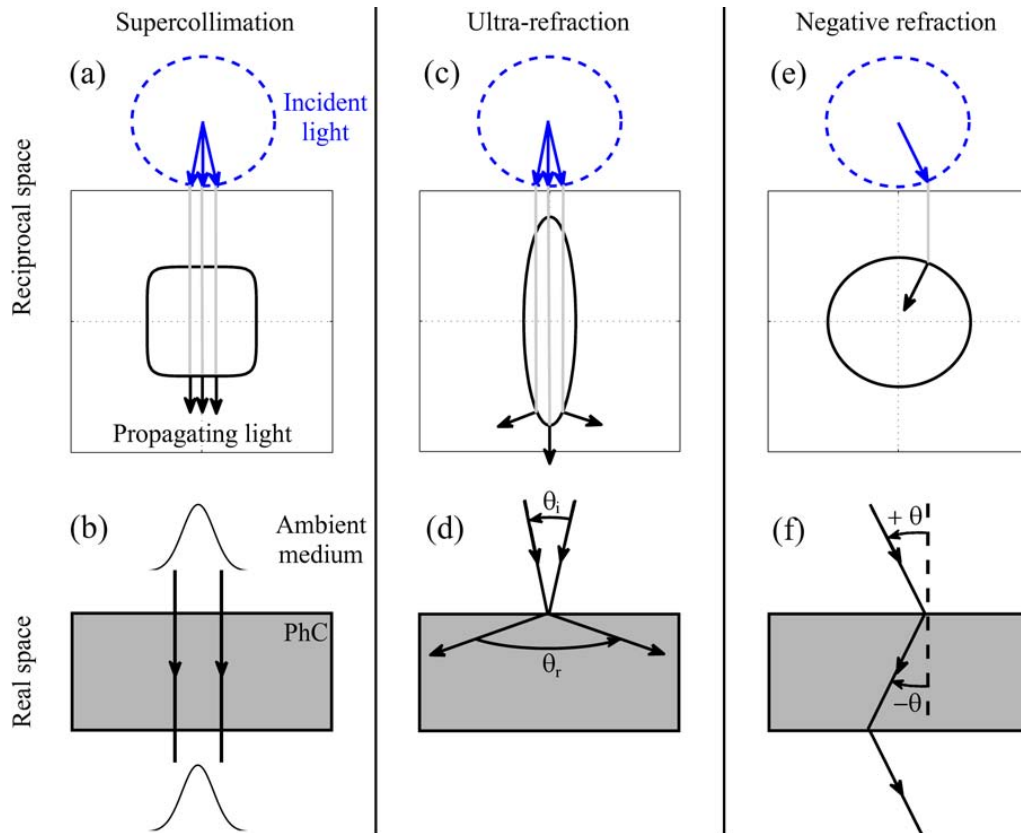 Supercollimation
Ultra-refraction
Negative refraction
Reciprocal space
(a)
Incident
light
Propagating light
(c)
(e)
Real space
(b)
Ambient
medium
PhC
(d)
θi
θr
(f)
+ θ
−θ